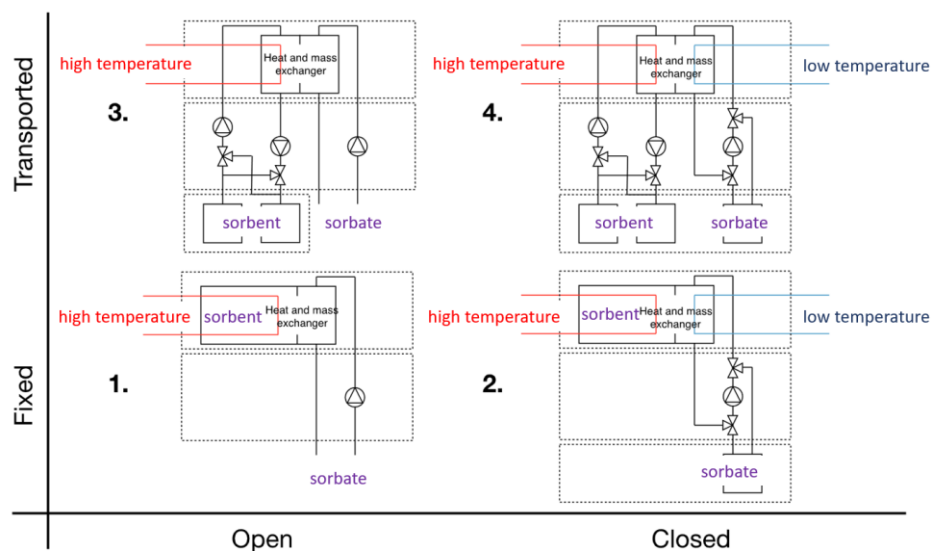 Transported
Fixed
3.
high temperature
Heat and mass
exchanger
sorbent
sorbate
4.
high temperature
Heat and mass
exchanger
low temperature
sorbent
sorbate
1.
high temperature
sorbent
Heat and mass
exchanger
sorbate
2.
high temperature
sorbent
Heat and mass
exchanger
low temperature
sorbate
Open
Closed